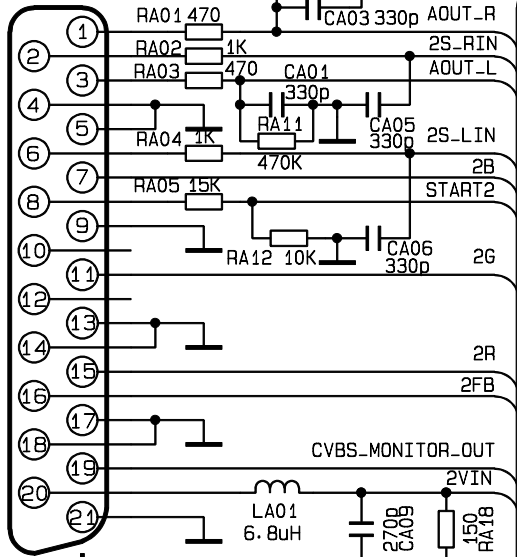 RA01 470
CA03 330p
AOUT_R
1
RA02 1K
2S_RIN
2
RA03 470
AOUT_L
3
CA01
330p
4
RA11
CA05
330p
5
RA04 1K
2S_LIN
6
470K
2B
7
RA05 15K
START2
8
9
RA12 10K
CA06
330p
10
2G
11
12
13
14
2R
15
2FB
16
17
18
CVBS_MONITOR_OUT
19
2VIN
20
LA01
6.8uH
270p
CA09
150
RA18
21